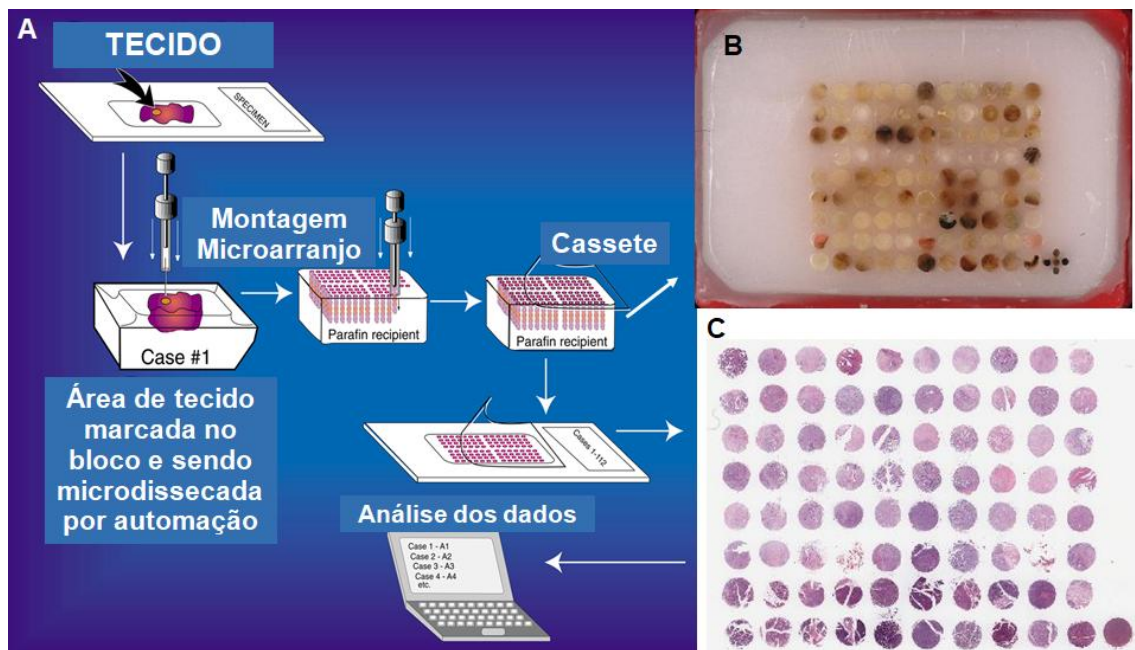 A
TECIDO
SPECIMEN
Montagem
Microarranjo
Cassete
Parafin recipient
Parafin recipient
Case #1
Área de tecido
marcada no
bloco e sendo
microdissecada
por automação
Cases 1-112
Análise dos dados
Case 1 - A1
Case 2 - A2
Case 3 - A3
Case 4 - A4
etc.
B
C